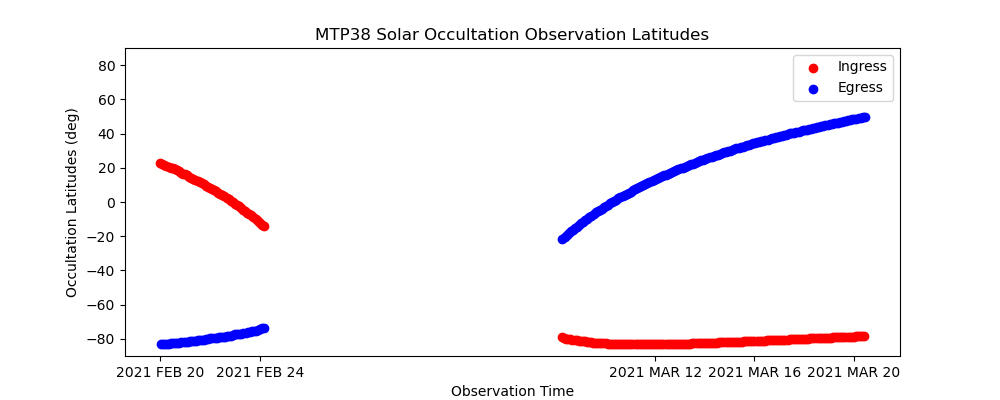 MTP38 Solar Occultation Observation Latitudes
Ingress
Egress
Occultation Latitudes (deg)
80
60
40
20
0
−20
−40
−60
−80
2021 FEB 20 2021 FEB 24 2021 MAR 12 2021 MAR 16 2021 MAR 20
Observation Time